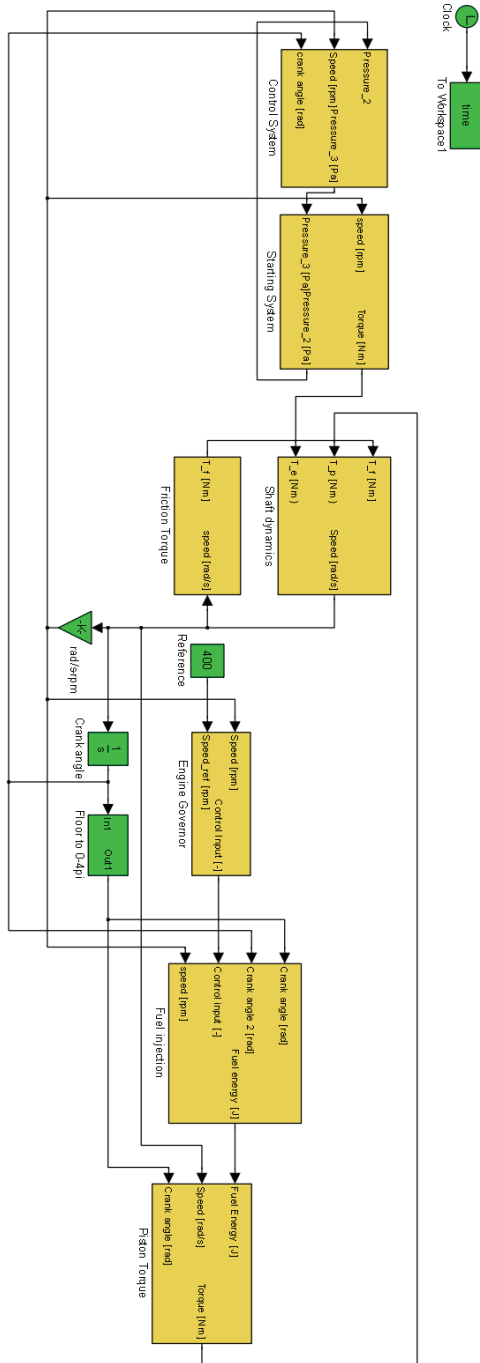 L
Clock
time
To Workspace1
Pressure_2
Speed [rpm]Pressure_3 [Pa]
crank angle [rad]
Control System
speed [rpm]
Torque [Nm]
Pressure_3 [Pa]Pressure_2 [Pa]
Starting System
T_f [Nm]
T_p [Nm)
Speed [rad/s]
T_e [Nm)
Shaft dynamics
T_f [Nm]
speed [rad/s]
Friction Torque
-K-
rad/s-rpm
400
Reference
Speed [rpm]
Control Input [-]
Speed_ref [rpm]
Engine Governor
1
s
Crank angle
In1
Out1
Floor to 0-4pi
Crank angle [rad]
Crank angle 2 [rad]
Fuel energy [J]
Control input [-]
speed [rpm]
Fuel injection
Fuel Energy [J]
Speed [rad/s]
Torque [Nm]
Crank angle [rad]
Piston Torque